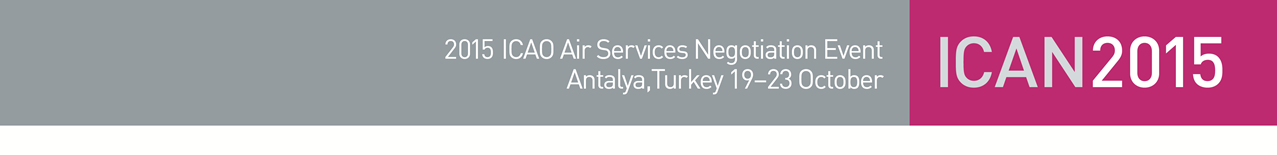 2015 ICAO Air Services Negotiation Event
Antalya, Turkey 19–23 October
ICAN2015